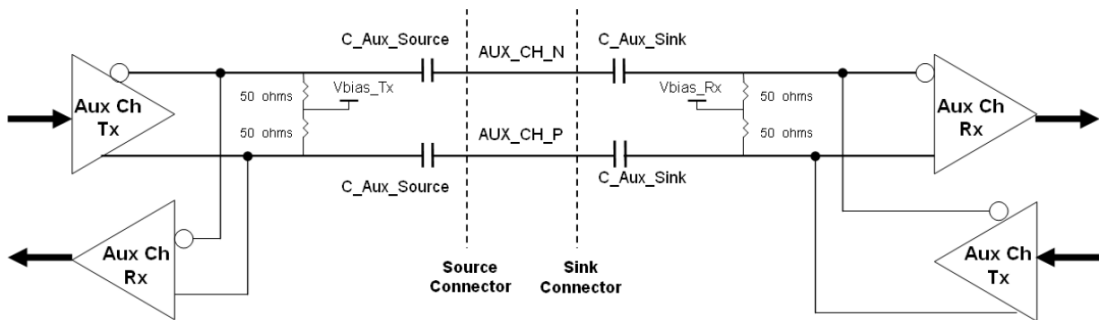 C_Aux_Source
AUX_CH_N
C_Aux_Sink
Aux Ch
Tx
50 ohms
Vbias_Tx
50 ohms
Vbias_Rx
50 ohms
50 ohms
Aux Ch
Rx
AUX_CH_P
C_Aux_Source
C_Aux_Sink
Aux Ch
Rx
Source
Connector
Sink
Connector
Aux Ch
Tx